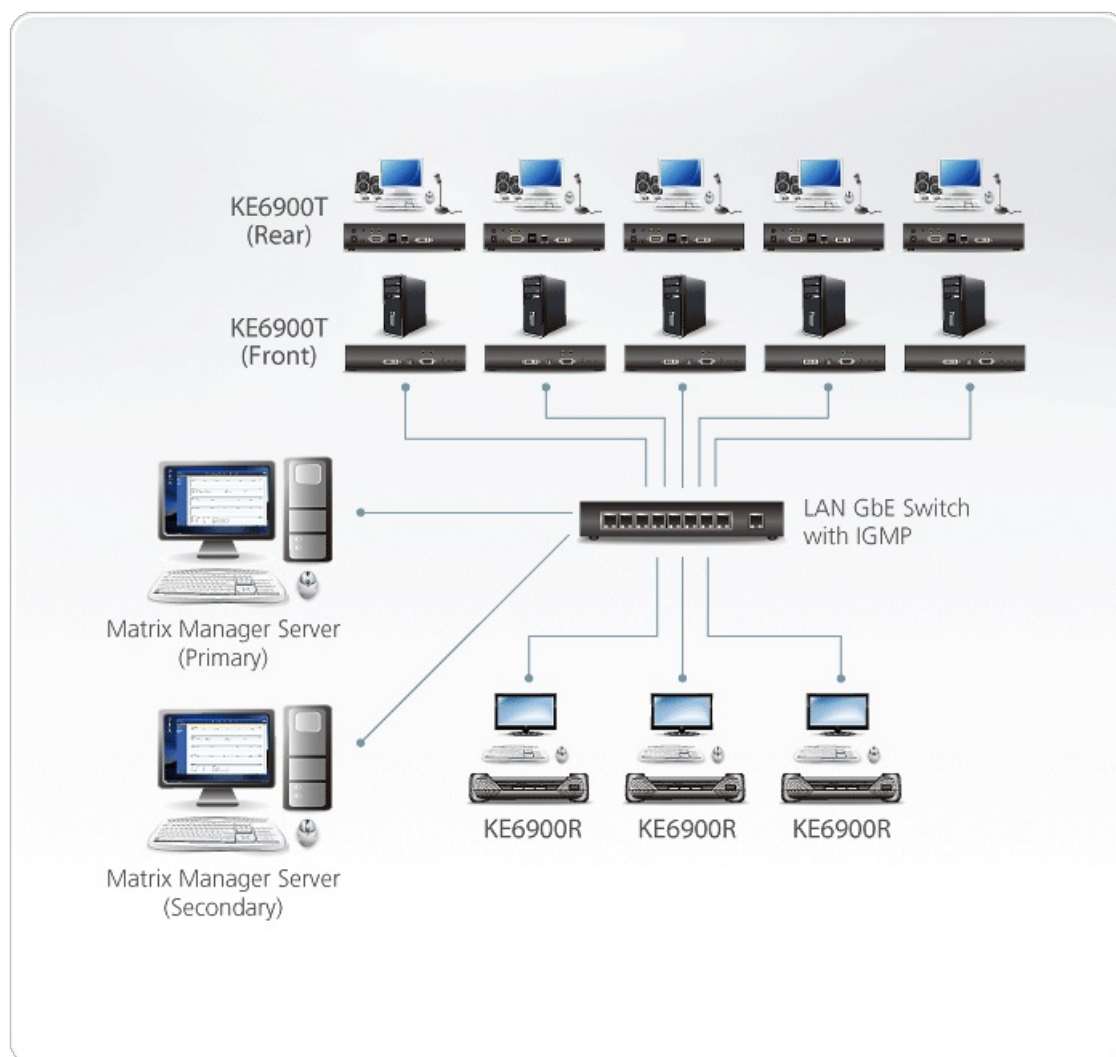 KE6900T
(Rear)
KE6900T
(Front)
LAN GbE Switch
with IGMP
Matrix Manager Server
(Primary)
KE6900R
KE6900R
KE6900R
Matrix Manager Server
(Secondary)